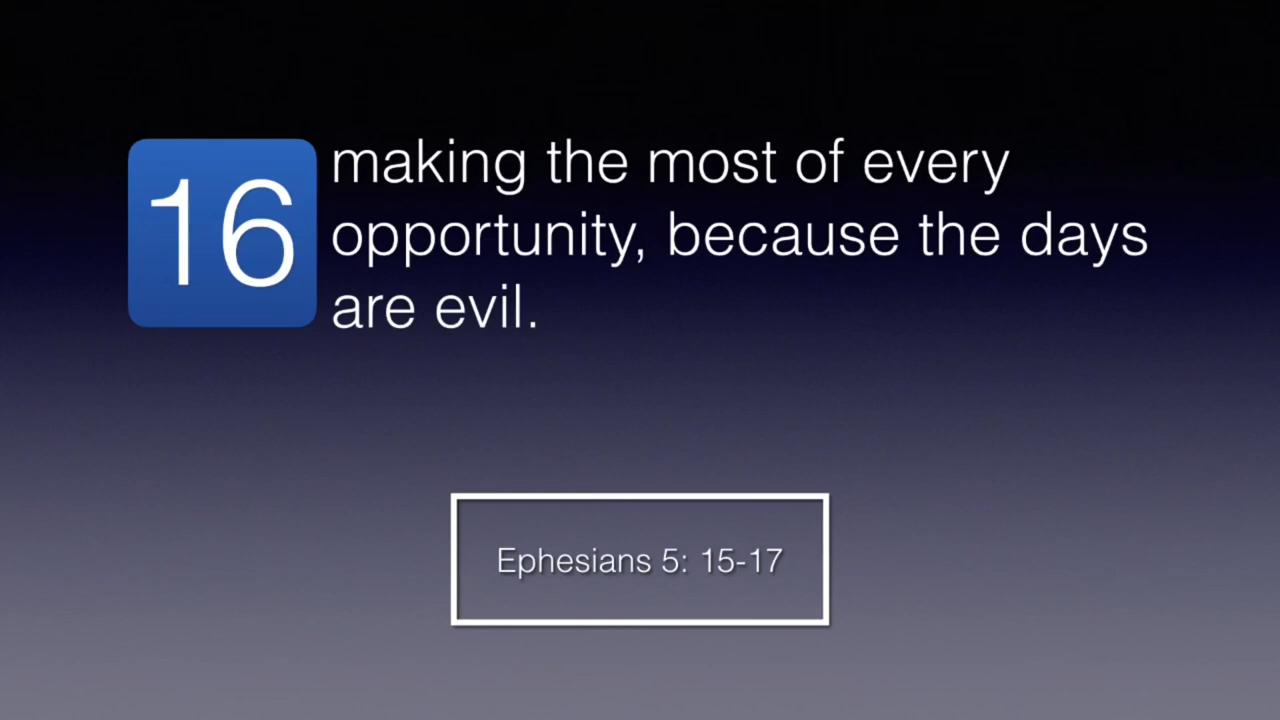 16
making the most of every
opportunity, because the days
are evil.
Ephesians 5: 15-17